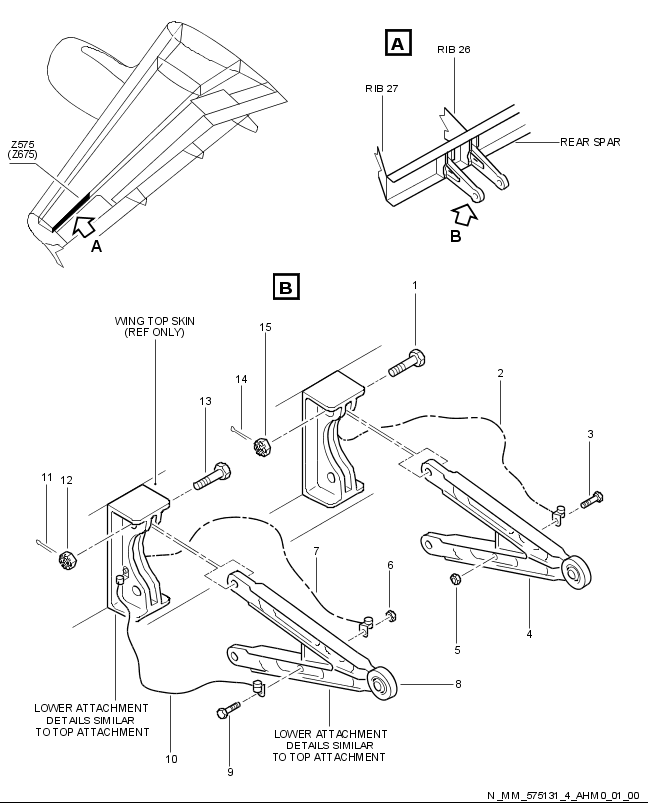 A
RIB 26
RIB 27
REAR SPAR
B
Z575
(Z675)
A
B
1
WING TOP SKIN
(REF ONLY)
15
2
14
13
3
11
12
7
6
5
4
8
LOWER ATTACHMENT
DETAILS SIMILAR
TO TOP ATTACHMENT
10
9
LOWER ATTACHMENT
DETAILS SIMILAR
TO TOP ATTACHMENT
N_MM_575131_4_AHM0_01_00